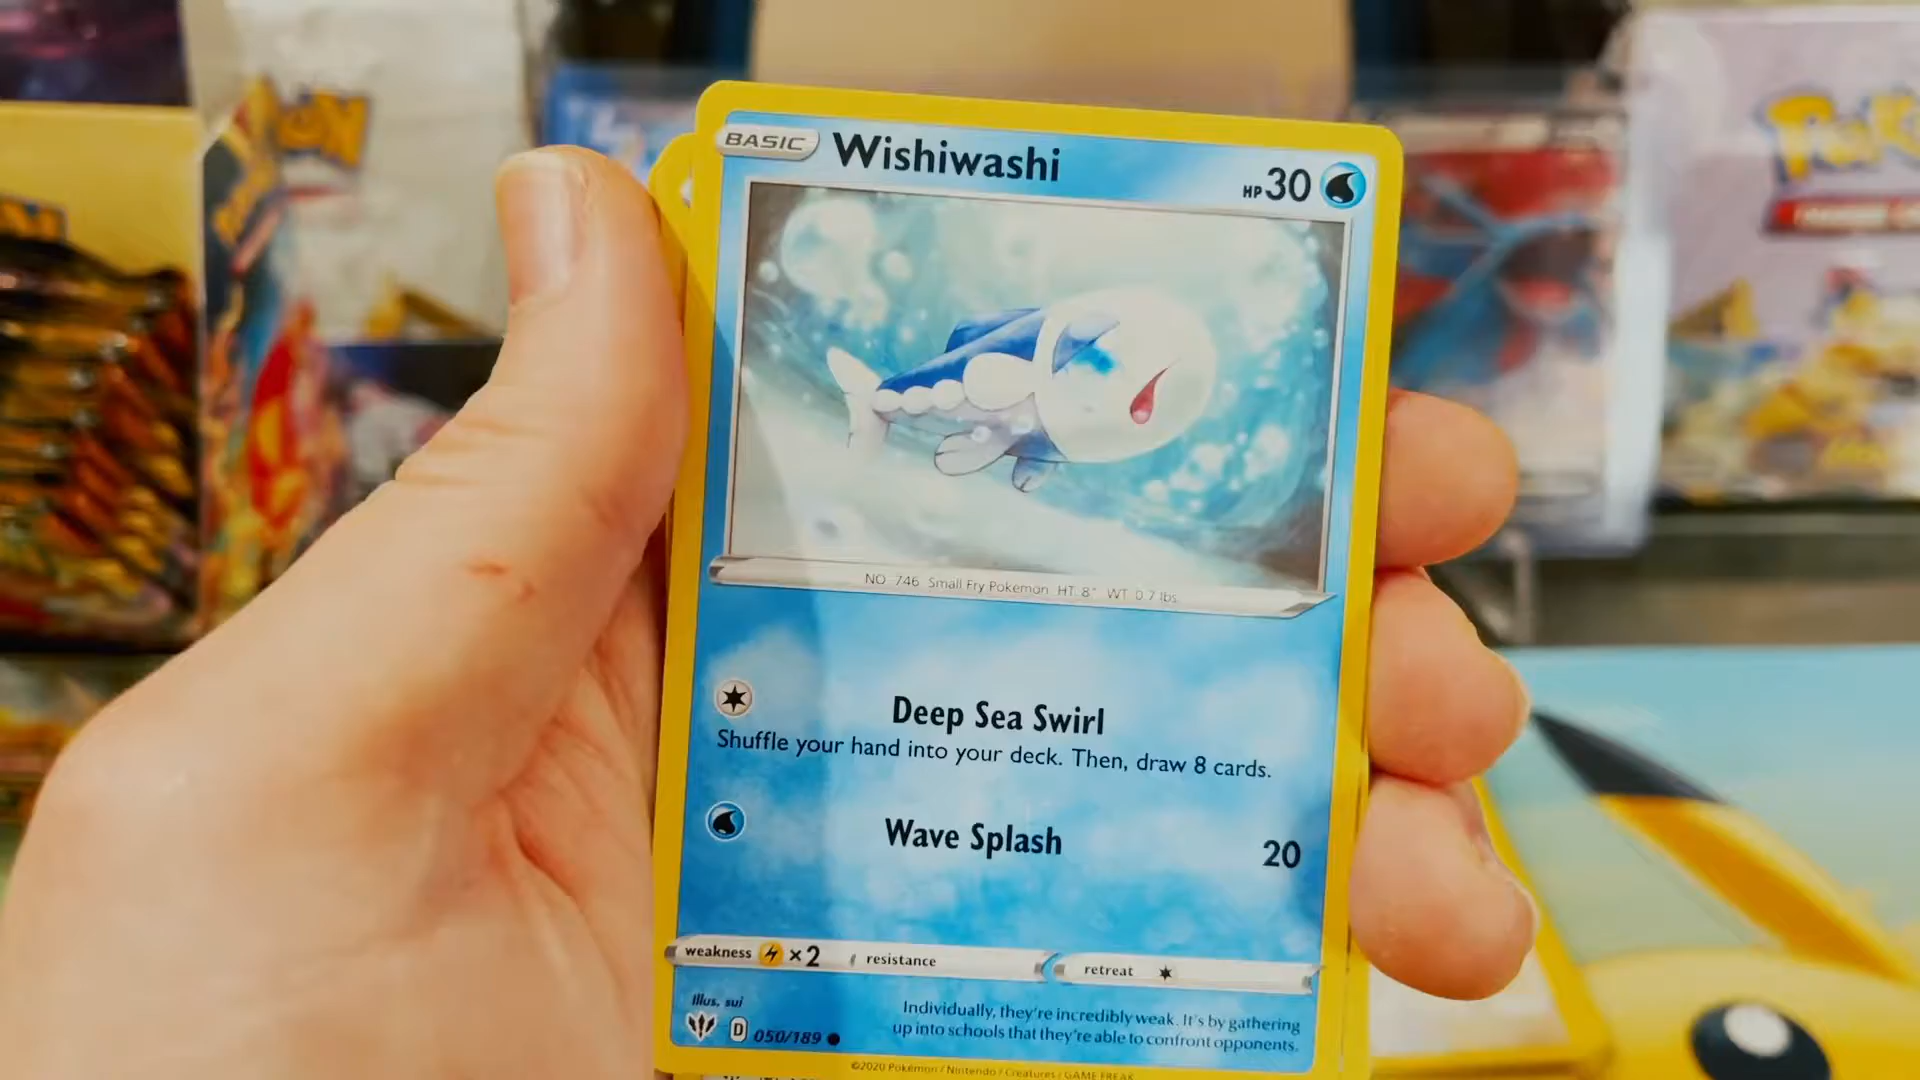 BASIC Wishiwashi HP 30
NO. 746 Small Fry Pokémon HT: 8" WT: 0.7 lbs.
Deep Sea Swirl
Shuffle your hand into your deck. Then, draw 8 cards.
Wave Splash 20
weakness ×2 resistance retreat
Illus. sui
D 050/189
Individually, they're incredibly weak. It's by gathering
up into schools that they're able to confront opponents.
©2020 Pokémon / Nintendo / Creatures / GAME FREAK